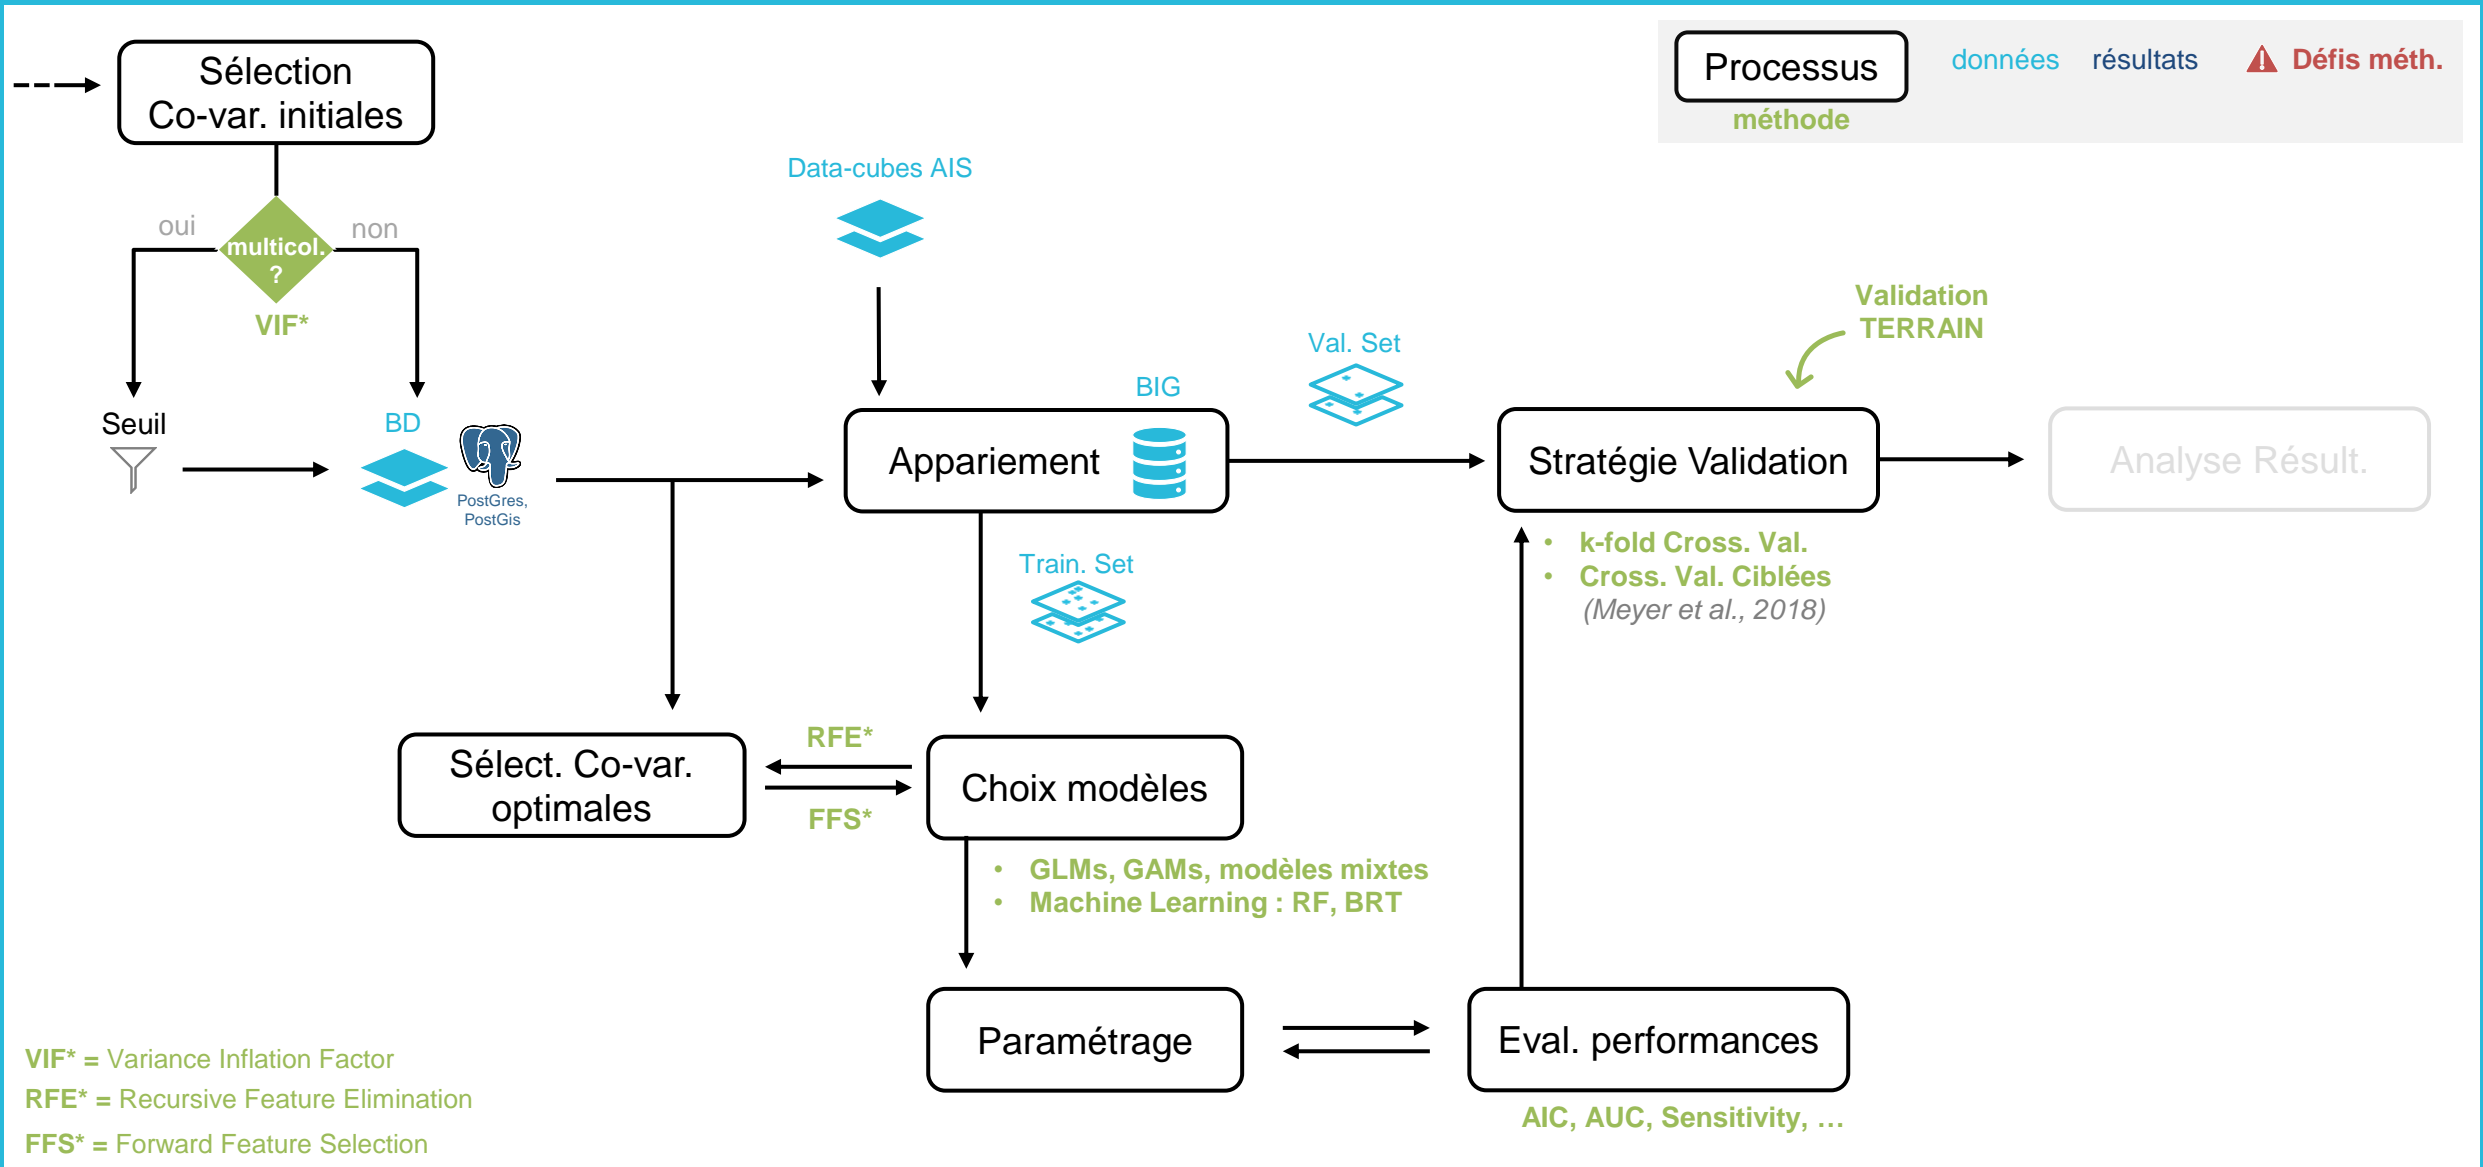 Sélection
Co-var. initiales
Processus
méthode
données
résultats
Défis méth.
Data-cubes AIS
oui
non
multicol.
?
VIF*
Validation
TERRAIN
Val. Set
BIG
Seuil
BD
PostGres,
PostGis
Appariement
Stratégie Validation
Analyse Résult.
• k-fold Cross. Val.
• Cross. Val. Ciblées
(Meyer et al., 2018)
Train. Set
Sélect. Co-var.
optimales
RFE*
FFS*
Choix modèles
• GLMs, GAMs, modèles mixtes
• Machine Learning : RF, BRT
Paramétrage
Eval. performances
AIC, AUC, Sensitivity, …
VIF* = Variance Inflation Factor
RFE* = Recursive Feature Elimination
FFS* = Forward Feature Selection